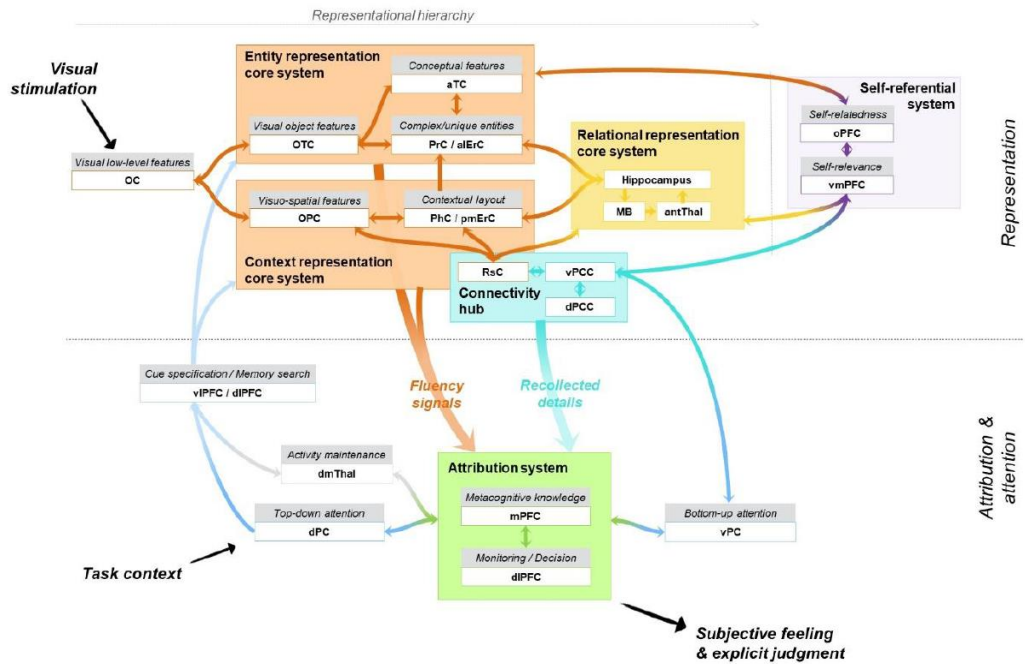 Representational hierarchy
Visual
stimulation
Entity representation
core system
Conceptual features
aTC
Self-referential
system
Visual object features
OTC
Complex/unique entities
PrC / alErC
Self-relatedness
oPFC
Self-relevance
vmPFC
Relational representation
core system
Hippocampus
MB
antThal
Visual low-level features
OC
Visuo-spatial features
OPC
Contextual layout
PhC / pmErC
Context representation
core system
RsC
vPCC
Connectivity
hub
dPCC
Representation
Cue specification / Memory search
vlPFC / dlPFC
Fluency
signals
Recollected
details
Activity maintenance
dmThal
Attribution system
Metacognitive knowledge
mPFC
Monitoring / Decision
dlPFC
Top-down attention
dPC
Bottom-up attention
vPC
Attribution &
attention
Task context
Subjective feeling
& explicit judgment